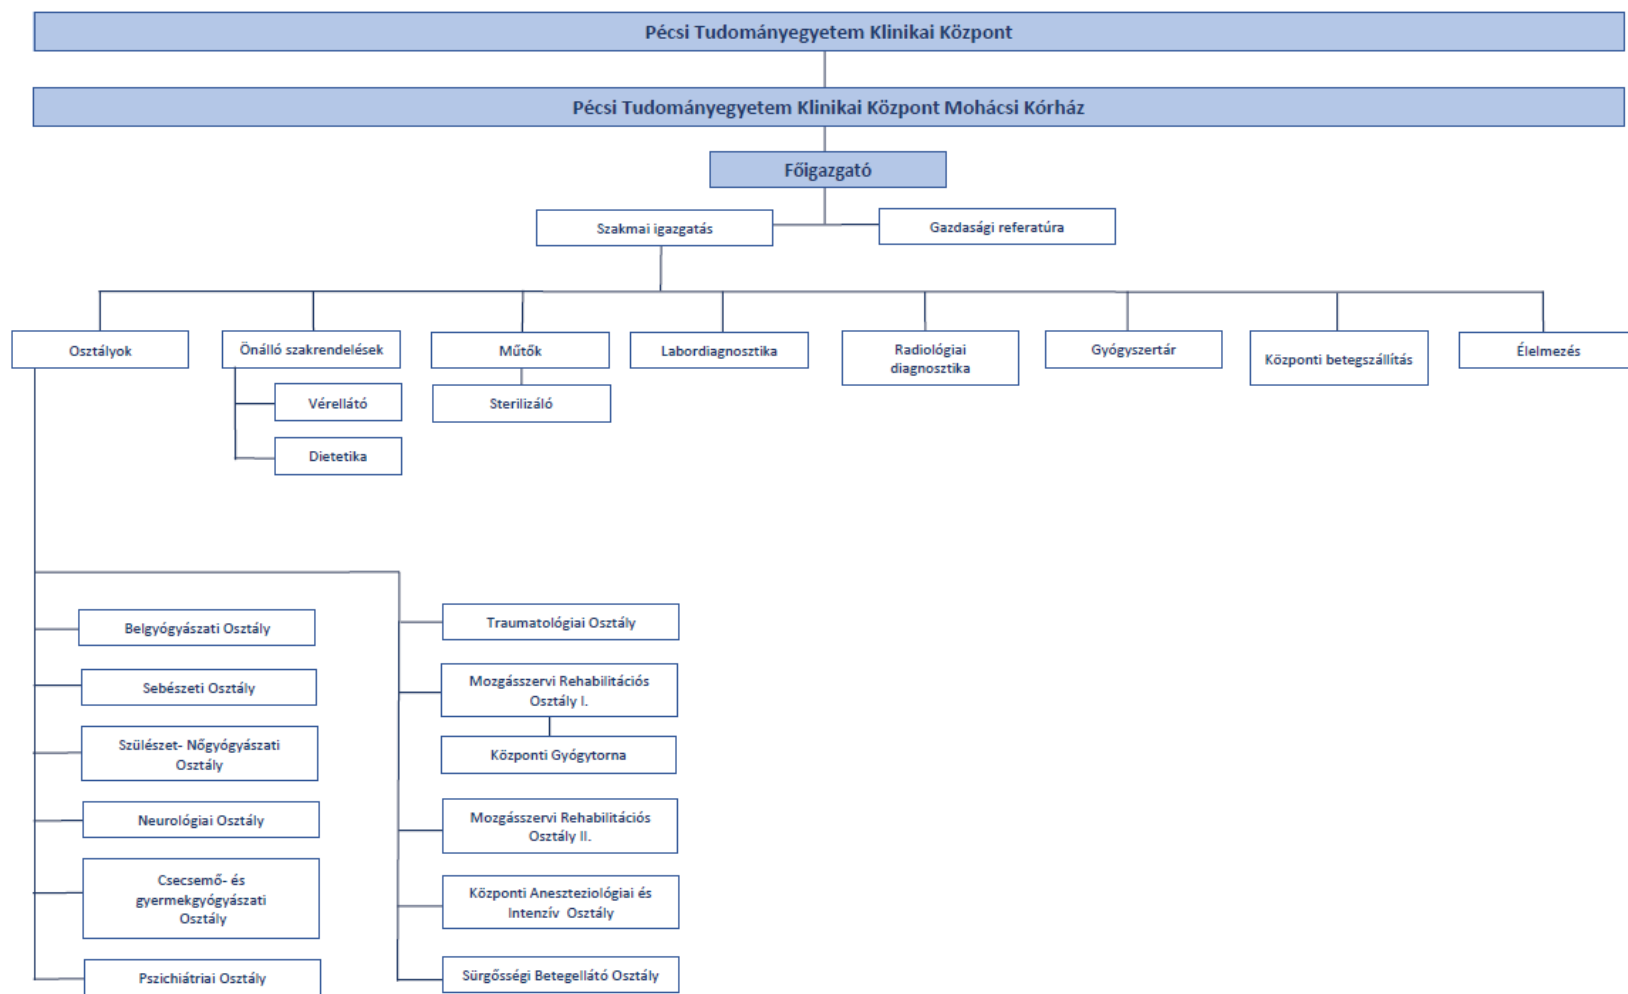 Pécsi Tudományegyetem Klinikai Központ
Pécsi Tudományegyetem Klinikai Központ Mohácsi Kórház
Főigazgató
Szakmai igazgatás
Gazdasági referatúra
Osztályok
Önálló szakrendelések
Műtők
Labordiagnosztika
Radiológiai
diagnosztika
Gyógyszertár
Központi betegszállítás
Élelmezés
Vérellátó
Sterilizáló
Dietetika
Belgyógyászati Osztály
Sebészeti Osztály
Szülészet- Nőgyógyászati
Osztály
Neurológiai Osztály
Csecsemő- és
gyermekgyógyászati
Osztály
Pszichiátriai Osztály
Traumatológiai Osztály
Mozgásszervi Rehabilitációs
Osztály I.
Központi Gyógytorna
Mozgásszervi Rehabilitációs
Osztály II.
Központi Aneszteziológiai és
Intenzív Osztály
Sürgősségi Betegellátó Osztály